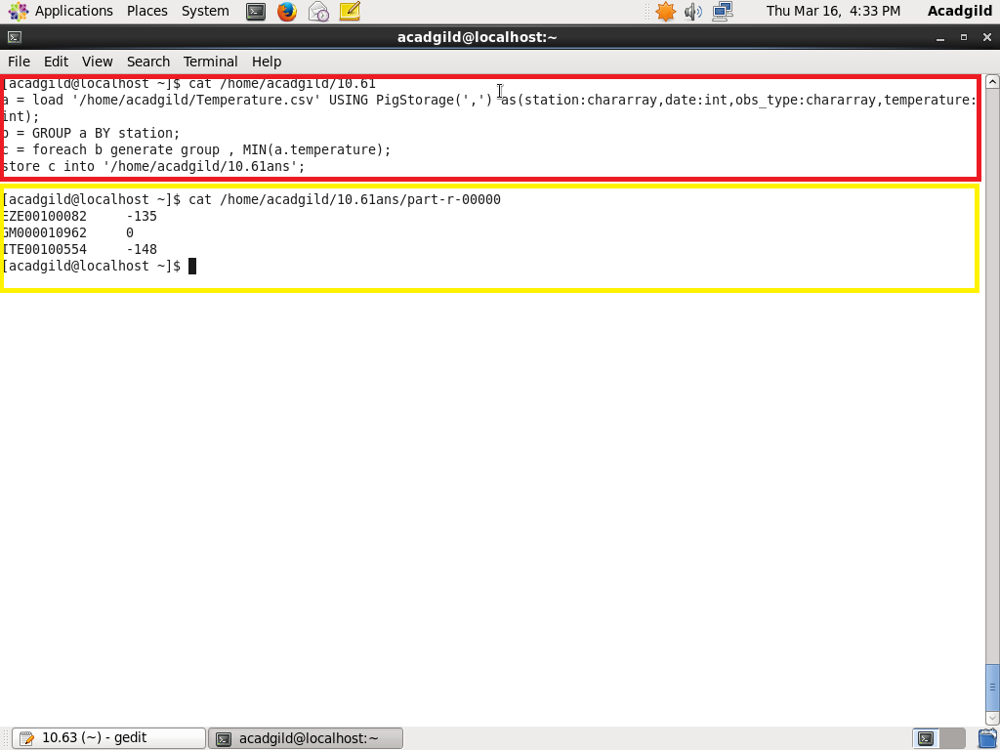 Applications Places System Thu Mar 16, 4:33 PM Acadgild
acadgild@localhost:~
File Edit View Search Terminal Help
[acadgild@localhost ~]$ cat /home/acadgild/10.61
a = load '/home/acadgild/Temperature.csv' USING PigStorage(',') as(station:chararray,date:int,obs_type:chararray,temperature:
int);
b = GROUP a BY station;
c = foreach b generate group , MIN(a.temperature);
store c into '/home/acadgild/10.61ans';
[acadgild@localhost ~]$ cat /home/acadgild/10.61ans/part-r-00000
EZE00100082 -135
GM000010962 0
ITE00100554 -148
[acadgild@localhost ~]$
10.63 (~) - gedit acadgild@localhost:~